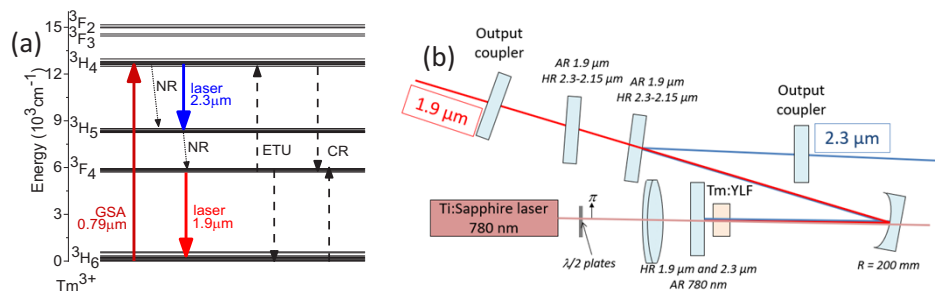 (a)
15
12
9
6
3
0
Energy (10³cm⁻¹)
³F₂
³F₃
³H₄
³H₅
³F₄
³H₆
Tm³⁺
NR
laser
2.3μm
NR
ETU
CR
GSA
0.79μm
laser
1.9μm
(b)
Output
coupler
AR 1.9 μm
HR 2.3-2.15 μm
AR 1.9 μm
HR 2.3-2.15 μm
Output
coupler
1.9 μm
2.3 μm
Ti:Sapphire laser
780 nm
π
λ/2 plates
Tm:YLF
HR 1.9 μm and 2.3 μm
AR 780 nm
R = 200 mm